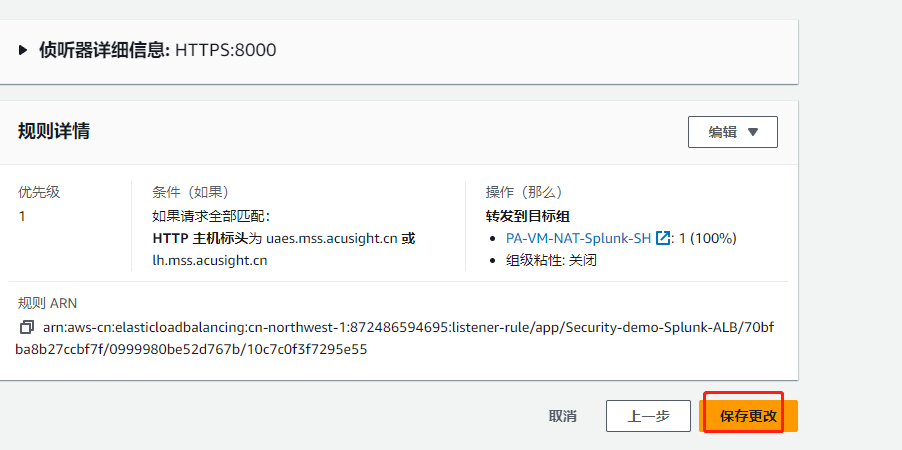 侦听器详细信息: HTTPS:8000
规则详情
编辑
优先级
1
条件（如果）
如果请求全部匹配：
HTTP 主机标头为 uaes.mss.acusight.cn 或
lh.mss.acusight.cn
操作（那么）
转发到目标组
PA-VM-NAT-Splunk-SH : 1 (100%)
组级粘性: 关闭
规则 ARN
arn:aws-cn:elasticloadbalancing:cn-northwest-1:872486594695:listener-rule/app/Security-demo-Splunk-ALB/70bf
ba8b27ccbf7f/0999980be52d767b/10c7c0f3f7295e55
取消
上一步
保存更改